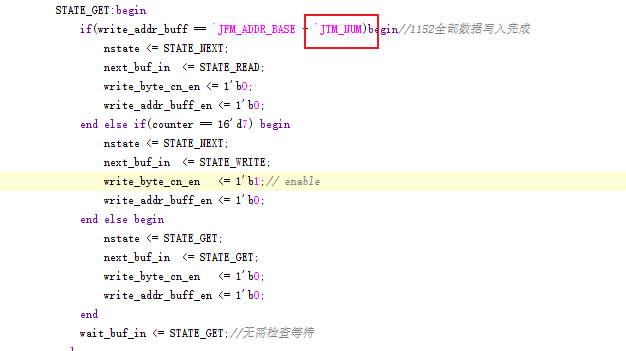 STATE_GET:begin
if(write_addr_buff == `JFM_ADDR_BASE + `JTM_NUM)begin//1152全部数据写入完成
nstate <= STATE_NEXT;
next_buf_in <= STATE_READ;
write_byte_cn_en <= 1'b0;
write_addr_buff_en <= 1'b0;
end else if(counter == 16'd7) begin
nstate <= STATE_NEXT;
next_buf_in <= STATE_WRITE;
write_byte_cn_en <= 1'b1;// enable
write_addr_buff_en <= 1'b0;
end else begin
nstate <= STATE_GET;
next_buf_in <= STATE_GET;
write_byte_cn_en <= 1'b0;
write_addr_buff_en <= 1'b0;
end
wait_buf_in <= STATE_GET;//无需检查等待